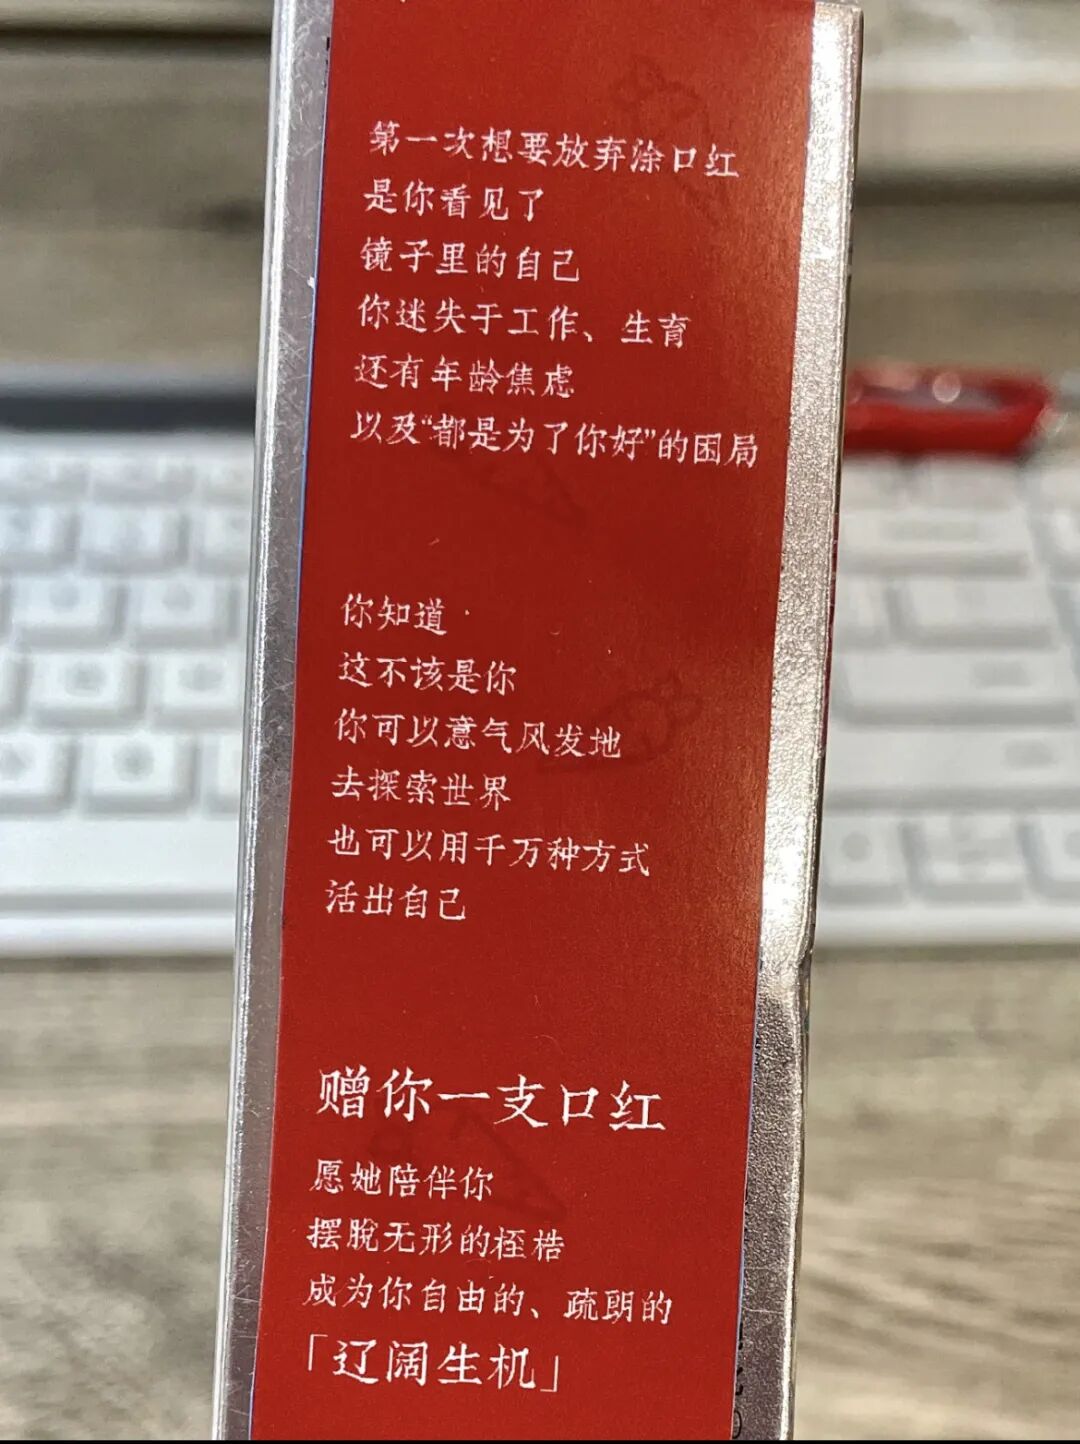 第一次想要放弃涂口红
是你看见了
镜子里的自己
你迷失于工作、生育
还有年龄焦虑
以及“都是为了你好”的困局
你知道
这不该是你
你可以意气风发地
去探索世界
也可以用千万种方式
活出自己
赠你一支口红
愿她陪伴你
摆脱无形的桎梏
成为你自由的、疏朗的
「辽阔生机」